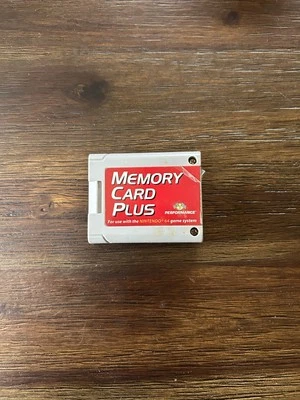 MEMORY
CARD
PLUS
PERFORMANCE
For use with the NINTENDO® 64 game system